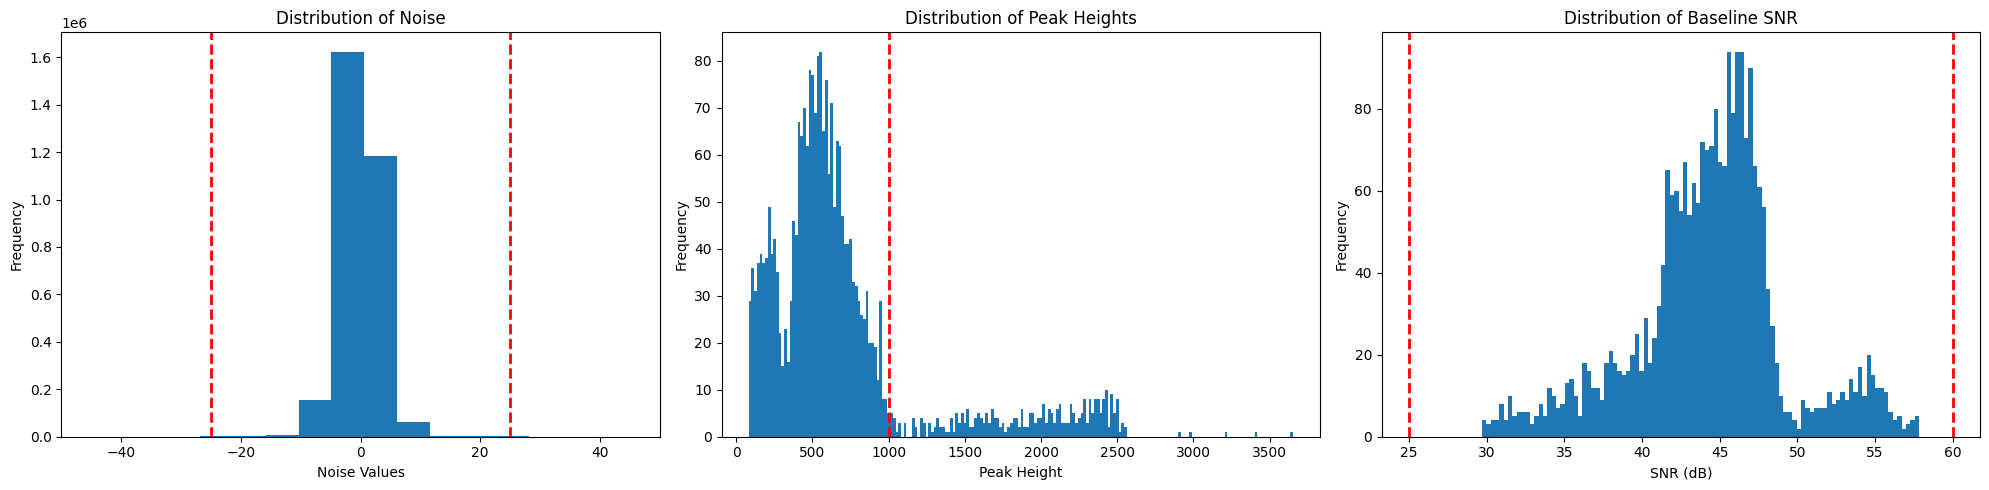 Distribution of Noise
1e6
1.6
1.4
1.2
1.0
0.8
0.6
0.4
0.2
0.0
Frequency
−40 −20 0 20 40
Noise Values
Distribution of Peak Heights
80
70
60
50
40
30
20
10
0
Frequency
0 500 1000 1500 2000 2500 3000 3500
Peak Height
Distribution of Baseline SNR
80
60
40
20
0
Frequency
25 30 35 40 45 50 55 60
SNR (dB)